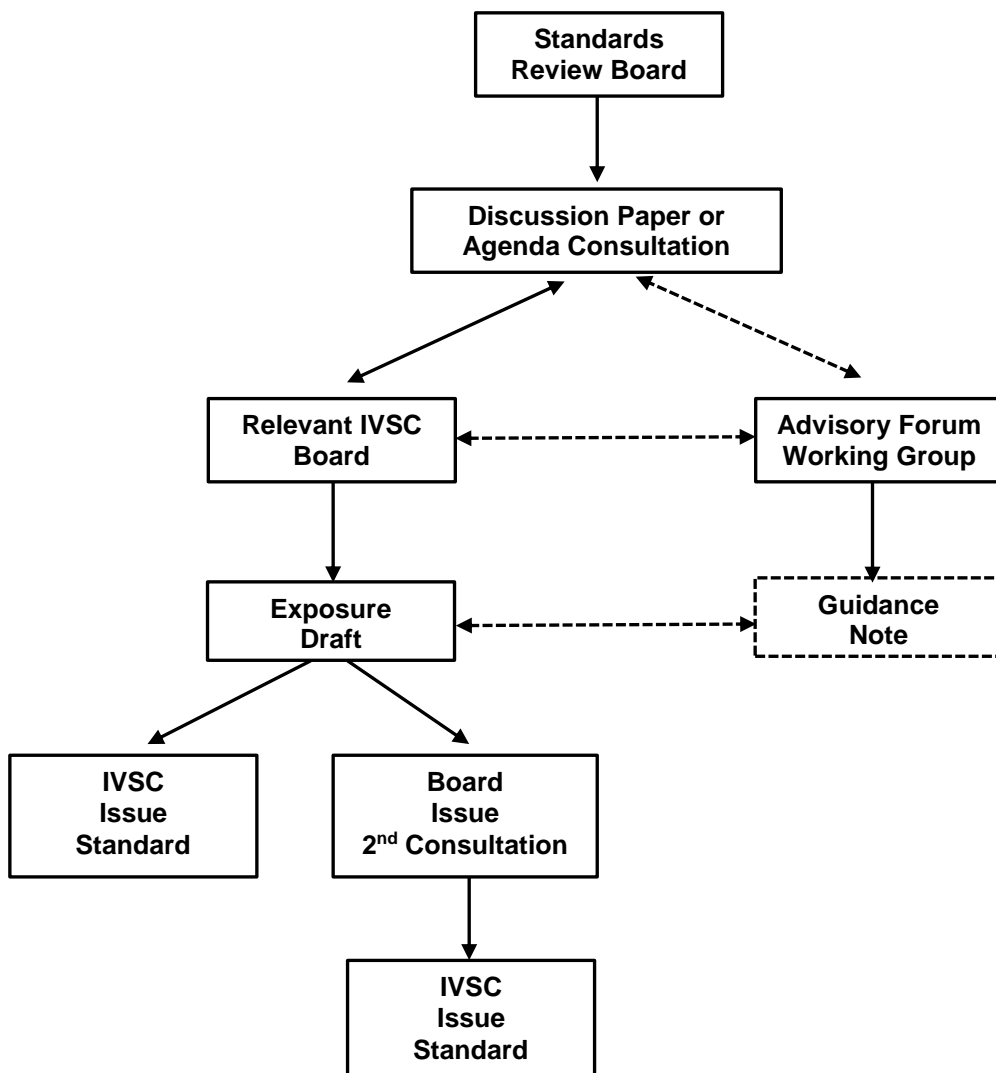 Standards
Review Board
Discussion Paper or
Agenda Consultation
Relevant IVSC
Board
Advisory Forum
Working Group
Exposure
Draft
Guidance
Note
IVSC
Issue
Standard
Board
Issue
2nd Consultation
IVSC
Issue
Standard